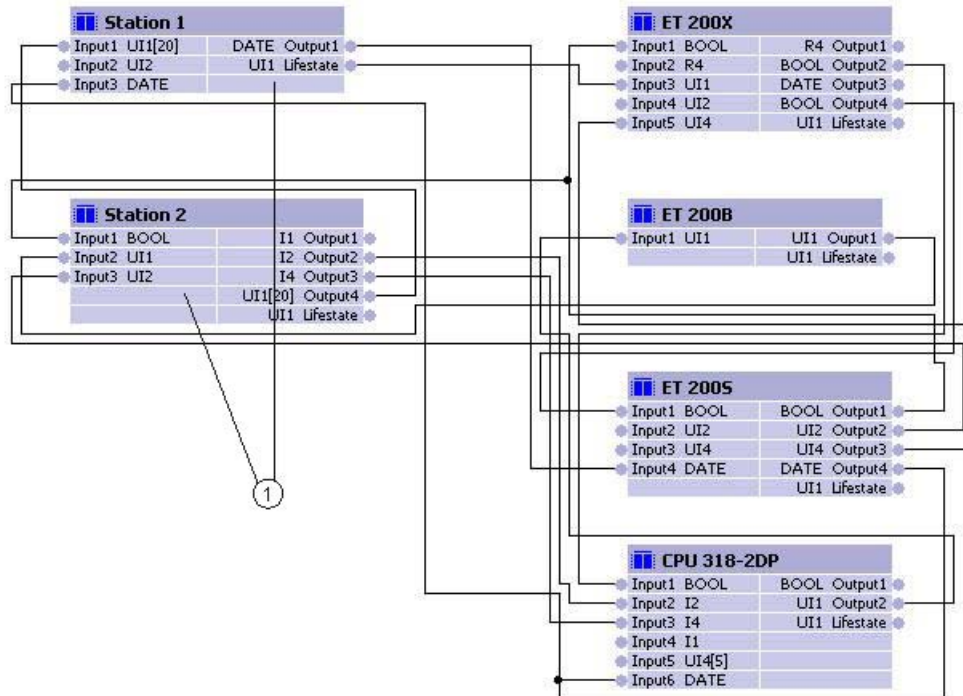 Station 1
Input1 UI1[20] DATE Output1
Input2 UI2 UI1 Lifestate
Input3 DATE
Station 2
Input1 BOOL I1 Output1
Input2 UI1 I2 Output2
Input3 UI2 I4 Output3
UI1[20] Output4
UI1 Lifestate
1
ET 200X
Input1 BOOL R4 Output1
Input2 R4 BOOL Output2
Input3 UI1 DATE Output3
Input4 UI2 BOOL Output4
Input5 UI4 UI1 Lifestate
ET 200B
Input1 UI1 UI1 Ouput1
UI1 Lifestate
ET 200S
Input1 BOOL BOOL Output1
Input2 UI2 UI2 Output2
Input3 UI4 UI4 Output3
Input4 DATE DATE Output4
UI1 Lifestate
CPU 318-2DP
Input1 BOOL BOOL Output1
Input2 I2 UI1 Output2
Input3 I4 UI1 Lifestate
Input4 I1
Input5 UI4[5]
Input6 DATE